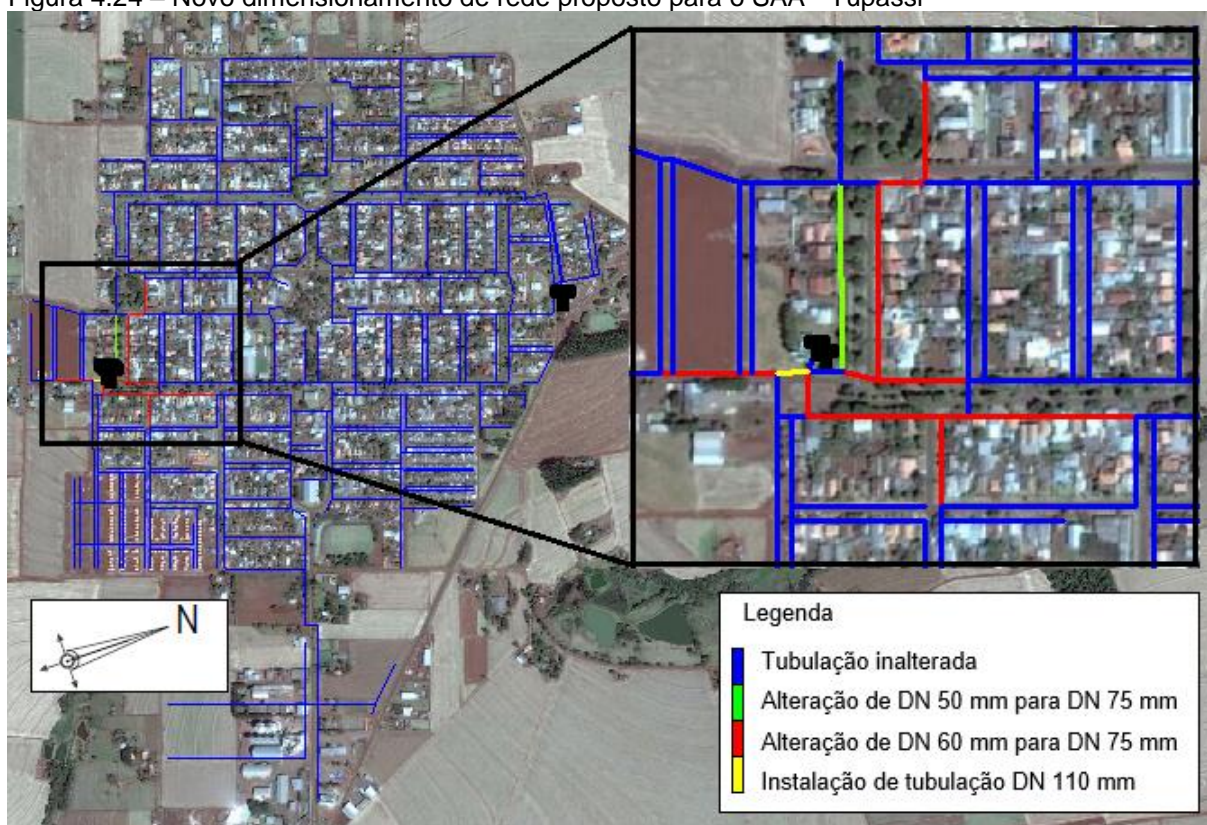 Figura 4.24 – Novo dimensionamento de rede proposto para o SAA – Tupãssi
N
Legenda
Tubulação inalterada
Alteração de DN 50 mm para DN 75 mm
Alteração de DN 60 mm para DN 75 mm
Instalação de tubulação DN 110 mm